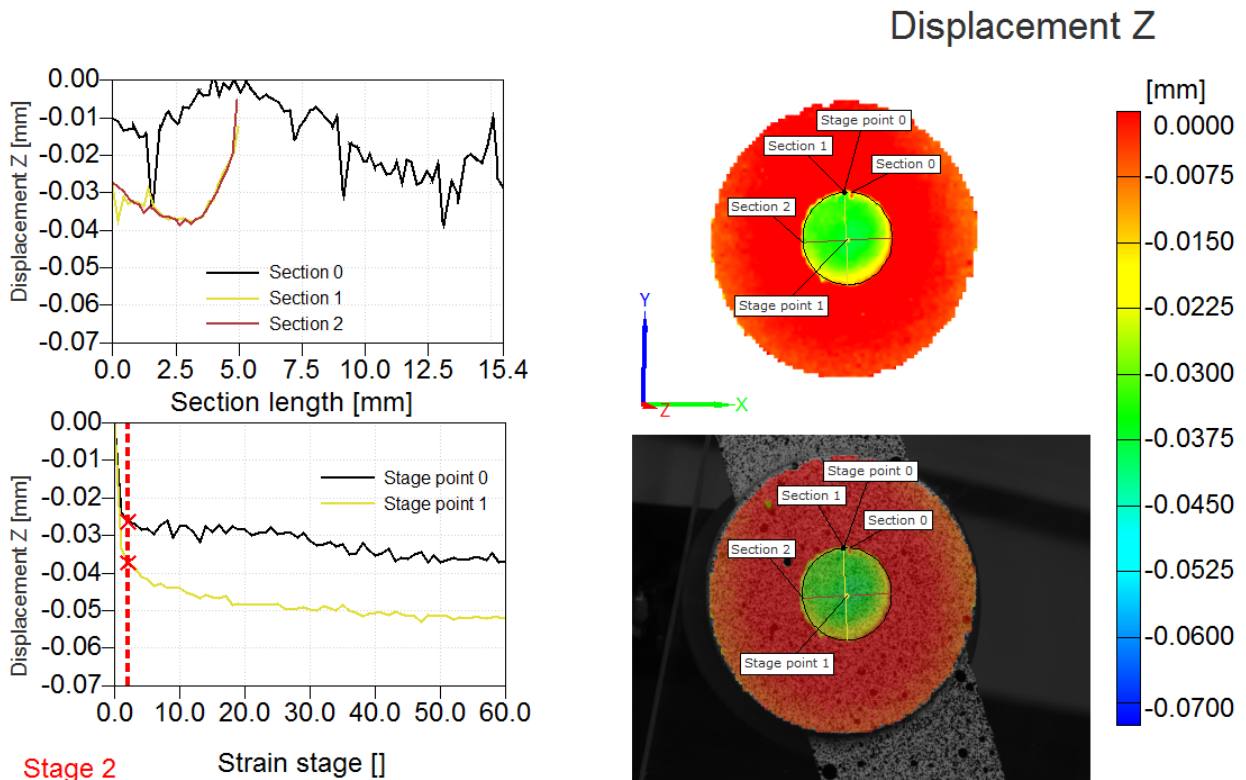 Displacement Z
Displacement Z [mm]
0.00
-0.01
-0.02
-0.03
-0.04
-0.05
-0.06
-0.07
Section 0
Section 1
Section 2
0.0 2.5 5.0 7.5 10.0 12.5 15.4
Section length [mm]
Displacement Z [mm]
0.00
-0.01
-0.02
-0.03
-0.04
-0.05
-0.06
-0.07
Stage point 0
Stage point 1
0.0 10.0 20.0 30.0 40.0 50.0 60.0
Strain stage []
Stage 2
Stage point 0
Section 1
Section 0
Section 2
Stage point 1
Y
Z
X
Stage point 0
Section 1
Section 0
Section 2
Stage point 1
[mm]
0.0000
-0.0075
-0.0150
-0.0225
-0.0300
-0.0375
-0.0450
-0.0525
-0.0600
-0.0700